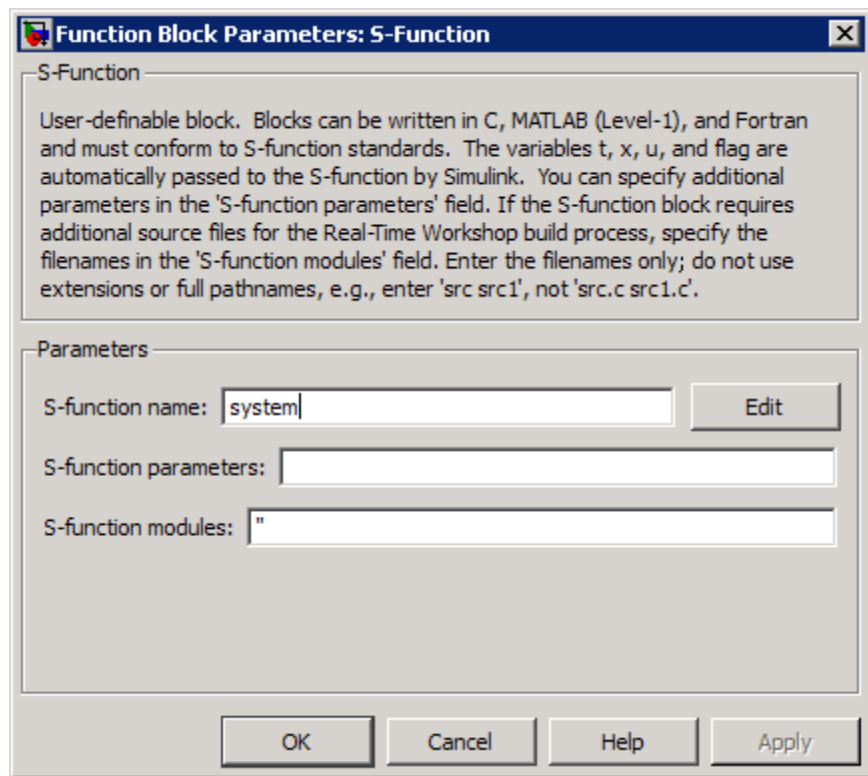 Function Block Parameters: S-Function
S-Function
User-definable block.  Blocks can be written in C, MATLAB (Level-1), and Fortran
and must conform to S-function standards.  The variables t, x, u, and flag are
automatically passed to the S-function by Simulink.  You can specify additional
parameters in the 'S-function parameters' field. If the S-function block requires
additional source files for the Real-Time Workshop build process, specify the
filenames in the 'S-function modules' field. Enter the filenames only; do not use
extensions or full pathnames, e.g., enter 'src src1', not 'src.c src1.c'.
Parameters
S-function name: system Edit
S-function parameters:
S-function modules: ''
OK Cancel Help Apply